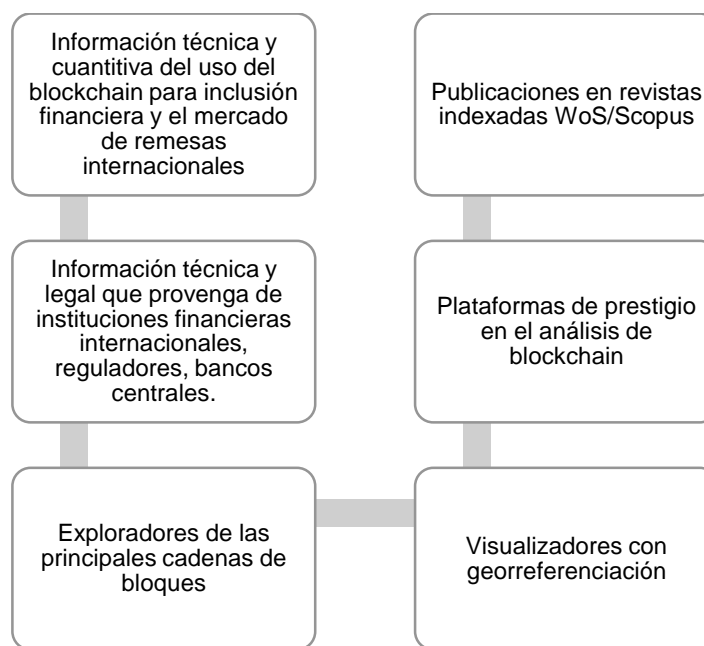 Información técnica y
cuantitiva del uso del
blockchain para inclusión
financiera y el mercado
de remesas
internacionales
Información técnica y
legal que provenga de
instituciones financieras
internacionales,
reguladores, bancos
centrales.
Exploradores de las
principales cadenas de
bloques
Visualizadores con
georreferenciación
Plataformas de prestigio
en el análisis de
blockchain
Publicaciones en revistas
indexadas WoS/Scopus